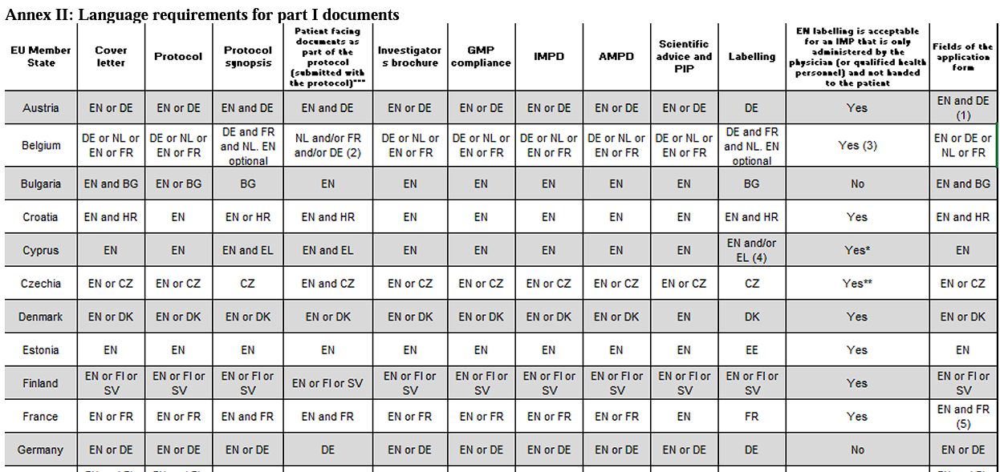 Annex II: Language requirements for part I documents
EU Member State | Cover letter | Protocol | Protocol synopsis | Patient facing documents as part of the protocol (submitted with the protocol)*** | Investigator s brochure | GMP compliance | IMPD | AMPD | Scientific advice and PIP | Labelling | EN labelling is acceptable for an IMP that is only administered by the physician (or qualified health personnel) and not handed to the patient | Fields of the application form
Austria | EN or DE | EN or DE | EN and DE | EN and DE | EN or DE | EN or DE | EN or DE | EN or DE | EN or DE | DE | Yes | EN and DE (1)
Belgium | DE or NL or EN or FR | DE or NL or EN or FR | DE and FR and NL. EN optional | NL and/or FR and/or DE (2) | DE or NL or EN or FR | DE or NL or EN or FR | DE or NL or EN or FR | DE or NL or EN or FR | DE or NL or EN or FR | DE and FR and NL. EN optional | Yes (3) | EN or DE or NL or FR
Bulgaria | EN and BG | EN or BG | BG | EN | EN | EN | EN | EN | EN | BG | No | EN and BG
Croatia | EN and HR | EN | EN or HR | EN and HR | EN | EN | EN | EN | EN | EN and HR | Yes | EN and HR
Cyprus | EN | EN | EN and EL | EN and EL | EN | EN | EN | EN | EN | EN and/or EL (4) | Yes* | EN
Czechia | EN or CZ | EN or CZ | CZ | EN and CZ | EN or CZ | EN or CZ | EN or CZ | EN or CZ | EN or CZ | CZ | Yes** | EN or CZ
Denmark | EN or DK | EN or DK | EN or DK | EN or DK | EN or DK | EN or DK | EN or DK | EN or DK | EN | DK | Yes | EN or DK
Estonia | EN | EN | EN | EN | EN | EN | EN | EN | EN | EE | Yes | EN
Finland | EN or FI or SV | EN or FI or SV | EN or FI or SV | EN or FI or SV | EN or FI or SV | EN or FI or SV | EN or FI or SV | EN or FI or SV | EN or FI or SV | EN or FI or SV | Yes | EN or FI or SV
France | EN or FR | EN or FR | EN and FR | EN and FR | EN or FR | EN or FR | EN or FR | EN or FR | EN | FR | Yes | EN and FR (5)
Germany | EN or DE | EN or DE | EN or DE | DE | EN or DE | EN or DE | EN or DE | EN or DE | EN or DE | DE | No | EN or DE